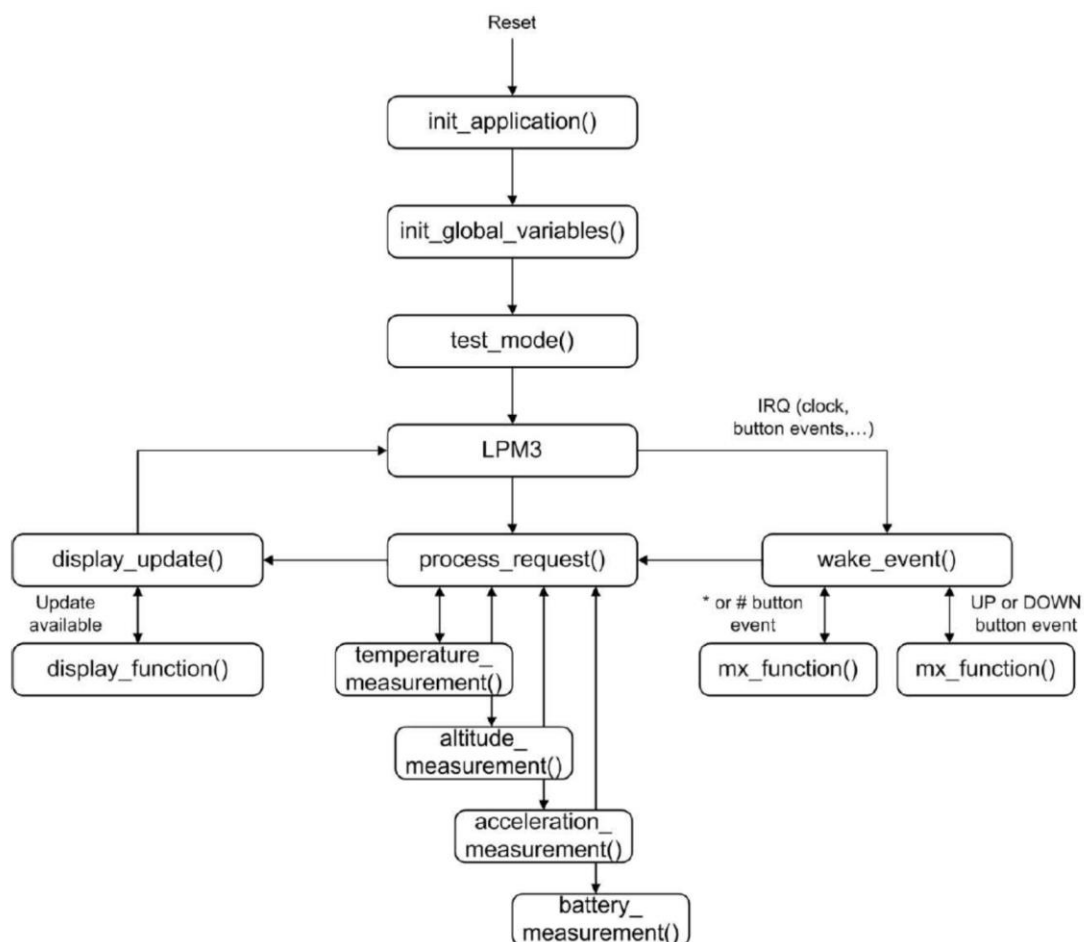 Reset
init_application()
init_global_variables()
test_mode()
IRQ (clock,
button events,...)
LPM3
display_update()
process_request()
wake_event()
Update
available
* or # button
event
UP or DOWN
button event
display_function()
temperature_
measurement()
mx_function()
mx_function()
altitude_
measurement()
acceleration_
measurement()
battery_
measurement()